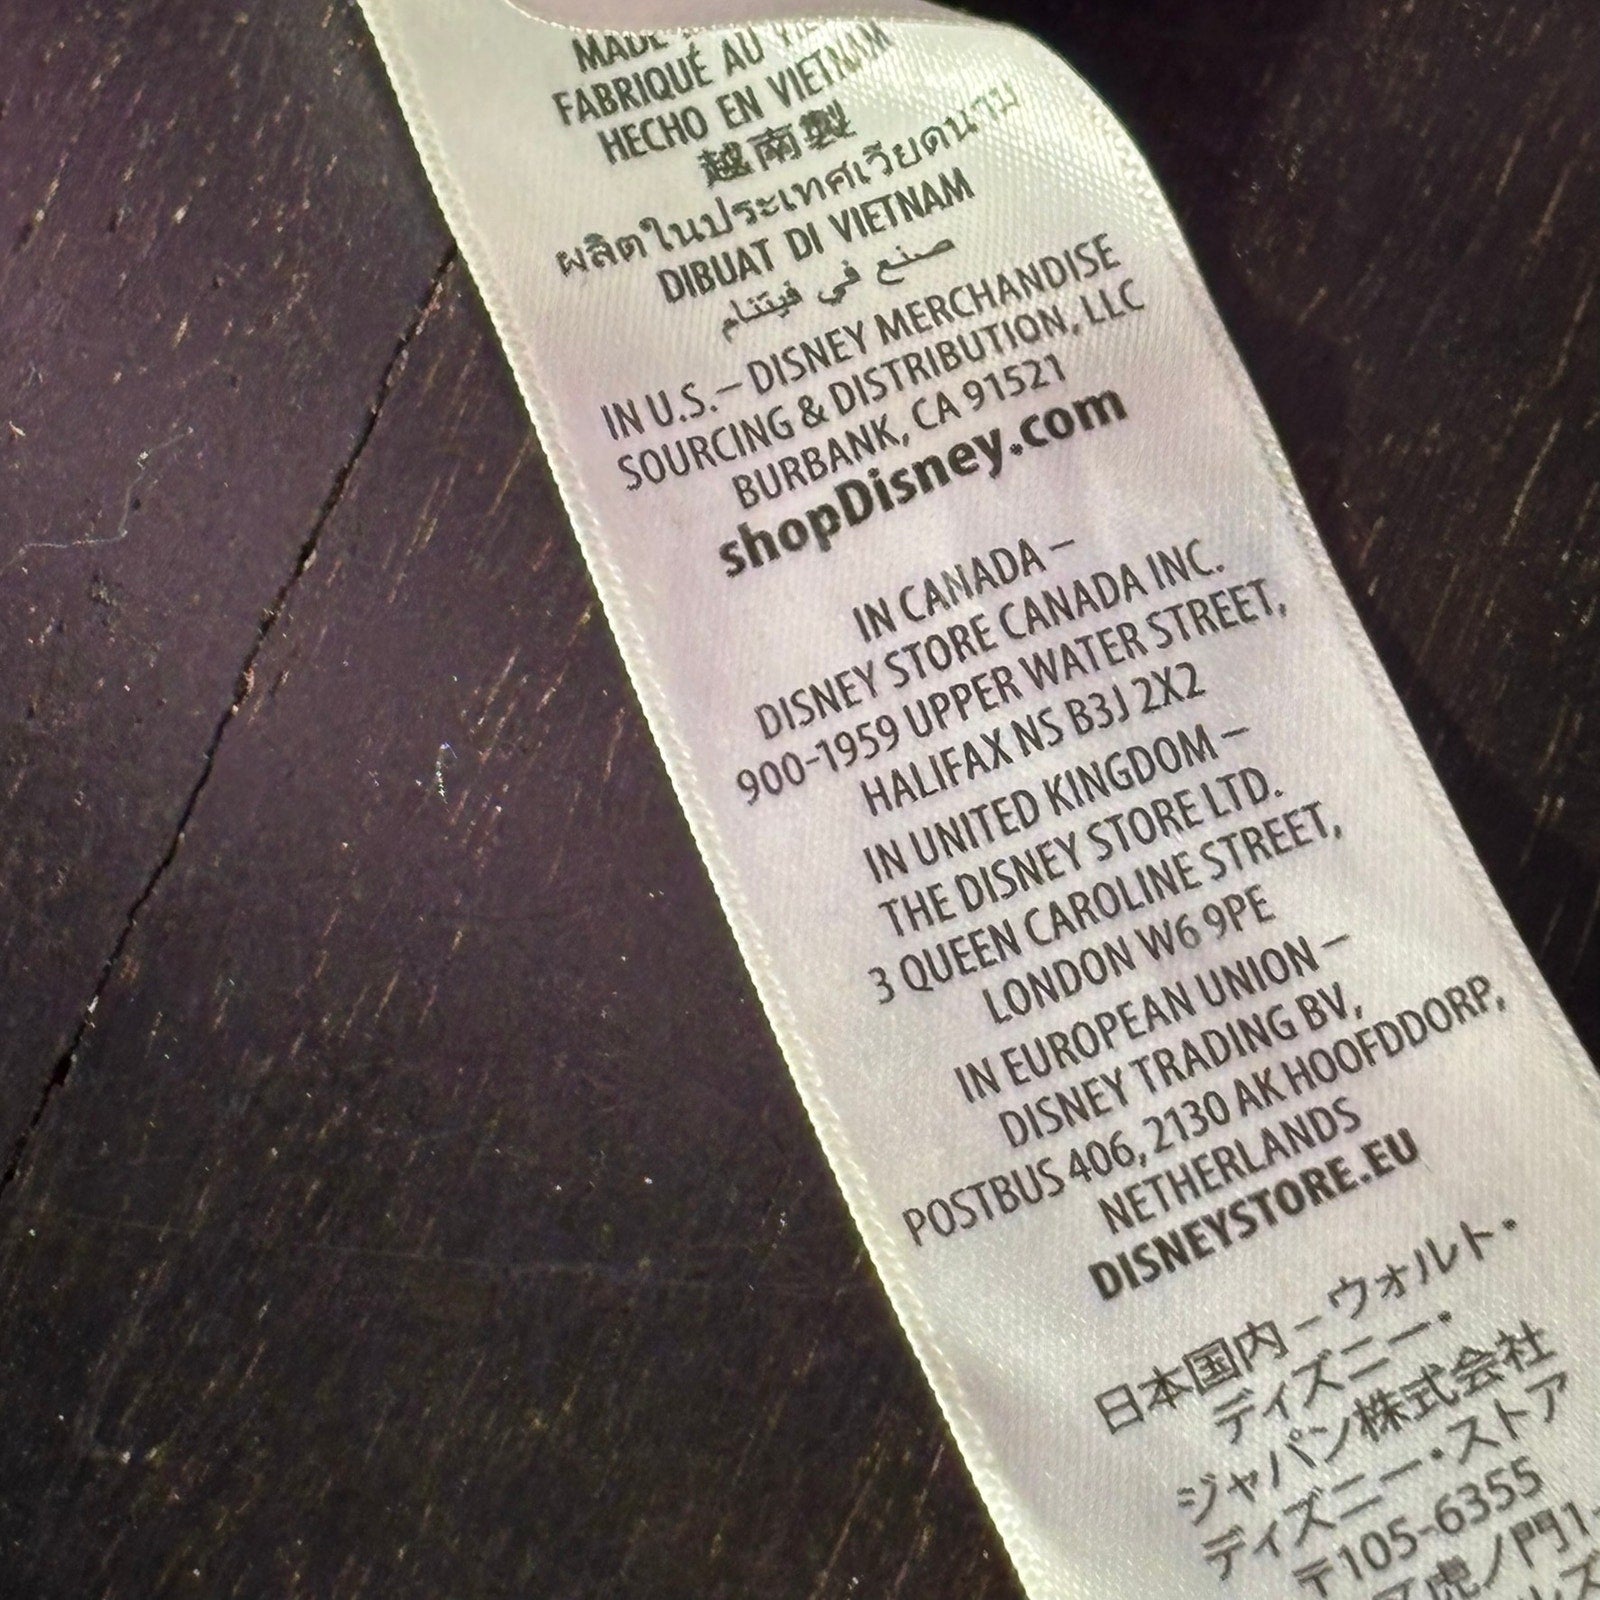 MADE
FABRIQUÉ AU
HECHO EN VIETNAM
越南製
ผลิตในประเทศเวียดนาม
DIBUAT DI VIETNAM
صنع في فيتنام
IN U.S. – DISNEY MERCHANDISE
SOURCING & DISTRIBUTION, LLC
BURBANK, CA 91521
shopDisney.com
IN CANADA –
DISNEY STORE CANADA INC.
900-1959 UPPER WATER STREET,
HALIFAX NS B3J 2X2
IN UNITED KINGDOM –
THE DISNEY STORE LTD.
3 QUEEN CAROLINE STREET,
LONDON W6 9PE
IN EUROPEAN UNION –
DISNEY TRADING BV,
POSTBUS 406, 2130 AK HOOFDDORP,
NETHERLANDS
DISNEYSTORE.EU
日本国内 – ウォルト・
ディズニー・
ジャパン株式会社
ディズニー・ストア
〒105-6355
虎ノ門1-